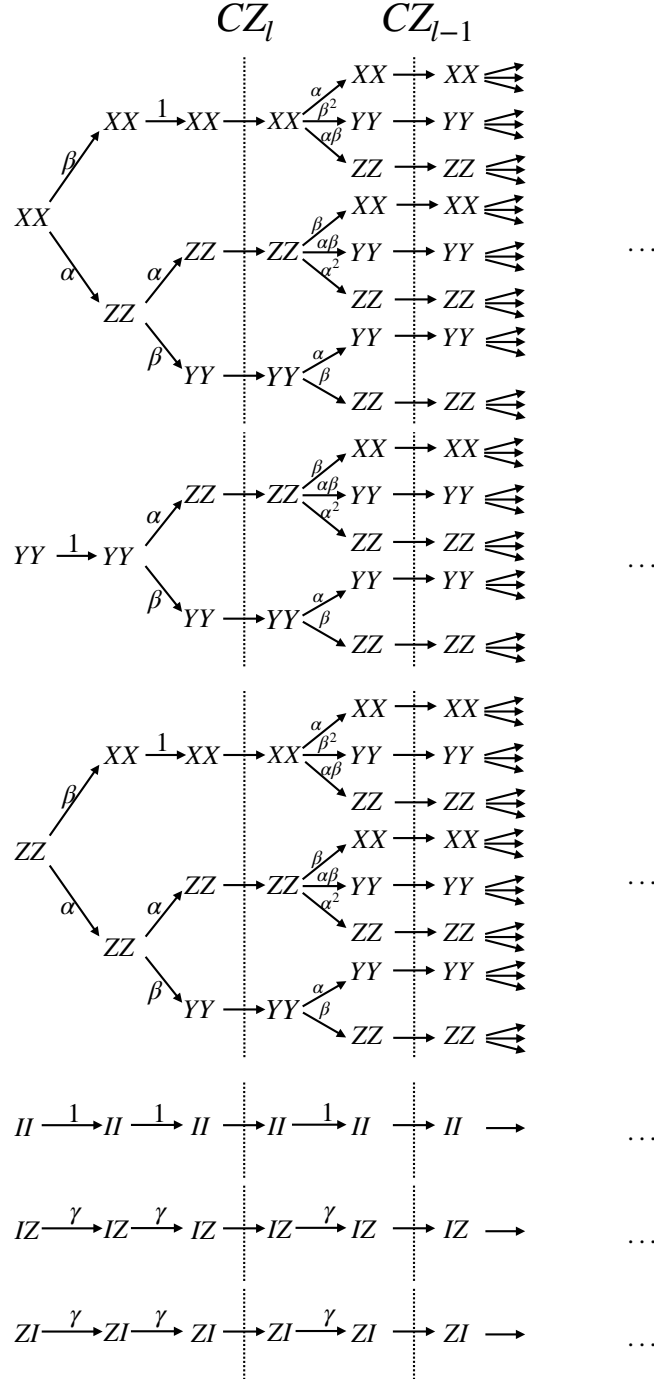 CZ_l CZ_{l-1}
α XX XX
XX 1 XX XX β² YY YY
β αβ ZZ ZZ
XX β XX XX
α α ZZ ZZ αβ YY YY ...
ZZ α² ZZ ZZ
β YY YY α YY YY
β ZZ ZZ
β XX XX
α ZZ ZZ αβ YY YY
α² ZZ ZZ
YY 1 YY α YY YY ...
β YY YY β ZZ ZZ
α XX XX
XX 1 XX XX β² YY YY
β αβ ZZ ZZ
ZZ β XX XX
α α ZZ ZZ αβ YY YY ...
ZZ α² ZZ ZZ
β YY YY α YY YY
β ZZ ZZ
II 1 II 1 II II 1 II II ...
IZ γ IZ γ IZ IZ γ IZ IZ ...
ZI γ ZI γ ZI ZI γ ZI ZI ...